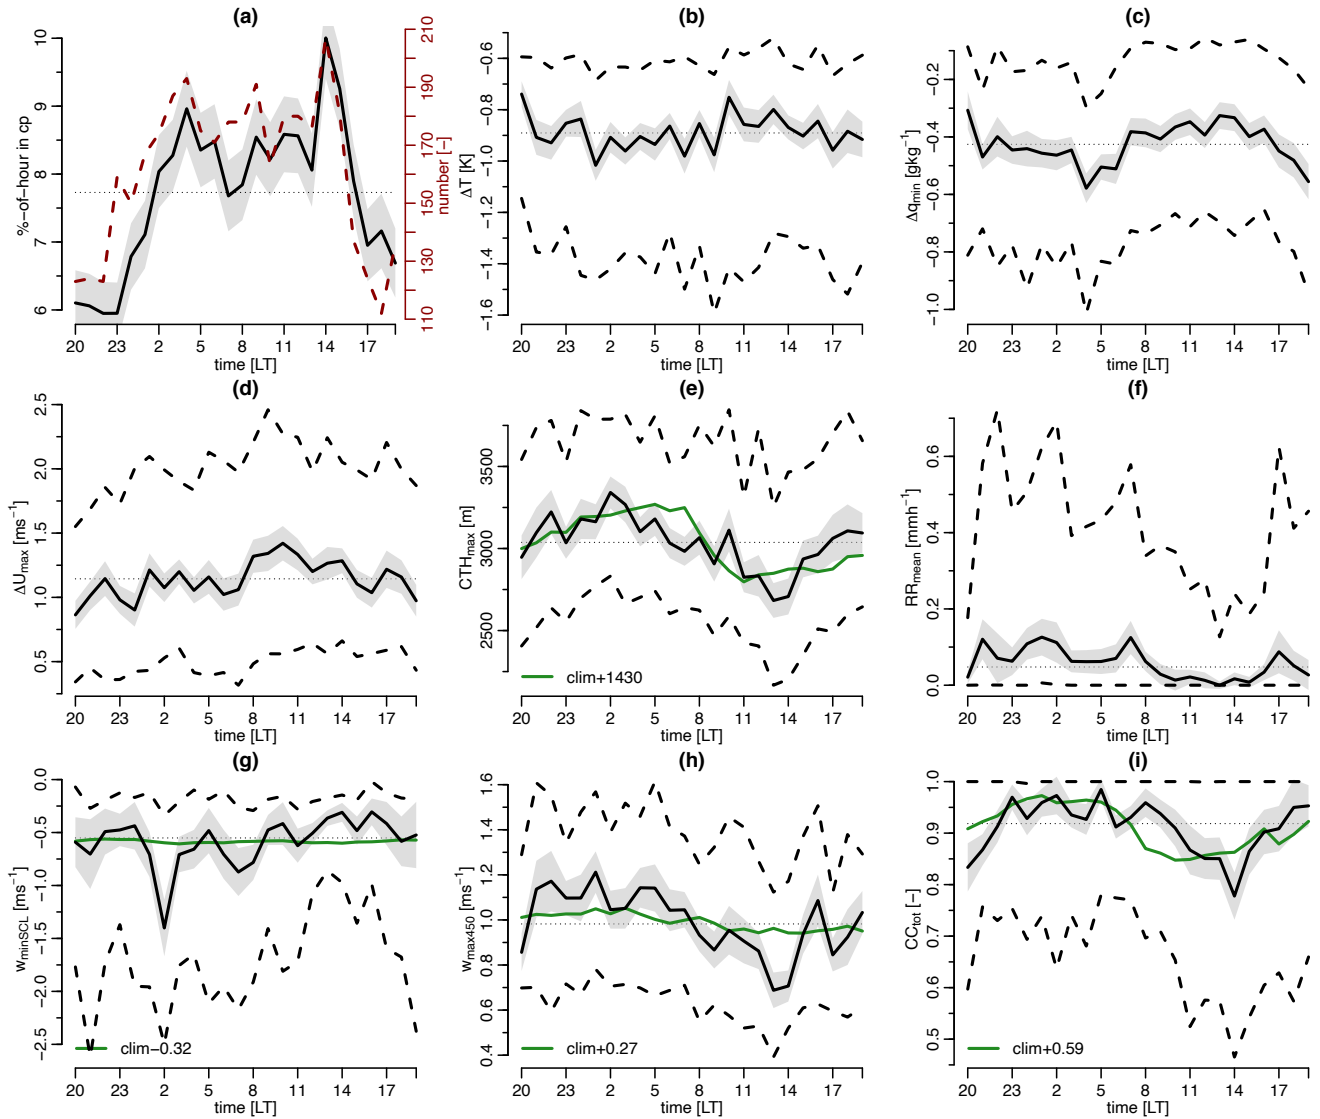 (a)
10
9
8
7
6
%−of−hour in cp
210
190
170
150
130
110
number [−]
20 23 2 5 8 11 14 17
time [LT]
(b)
−0.6
−0.8
−1.0
−1.2
−1.4
−1.6
ΔT [K]
20 23 2 5 8 11 14 17
time [LT]
(c)
−0.2
−0.4
−0.6
−0.8
−1.0
Δqmin [gkg−1]
20 23 2 5 8 11 14 17
time [LT]
(d)
2.5
2.0
1.5
1.0
0.5
ΔUmax [ms−1]
20 23 2 5 8 11 14 17
time [LT]
(e)
3500
3000
2500
CTHmax [m]
clim+1430
20 23 2 5 8 11 14 17
time [LT]
(f)
0.6
0.4
0.2
0.0
RRmean [mmh−1]
20 23 2 5 8 11 14 17
time [LT]
(g)
0.0
−0.5
−1.0
−1.5
−2.0
−2.5
wminSCL [ms−1]
clim−0.32
20 23 2 5 8 11 14 17
time [LT]
(h)
1.6
1.4
1.2
1.0
0.8
0.6
0.4
wmax450 [ms−1]
clim+0.27
20 23 2 5 8 11 14 17
time [LT]
(i)
1.0
0.9
0.8
0.7
0.6
0.5
CCtot [−]
clim+0.59
20 23 2 5 8 11 14 17
time [LT]